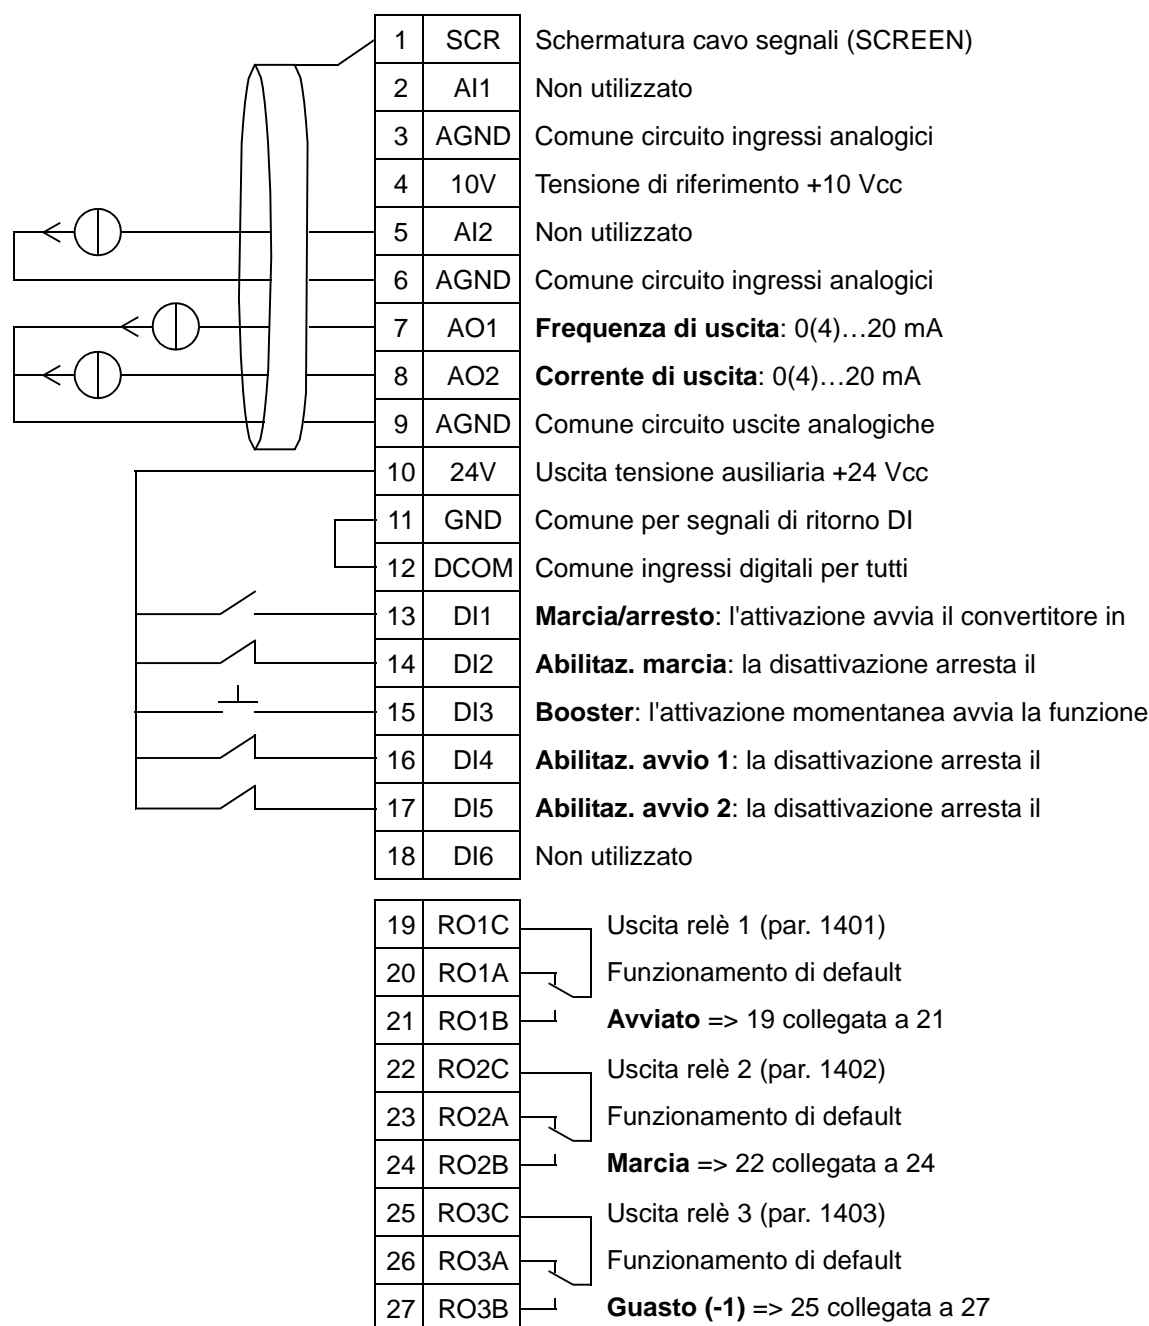 1 SCR Schermatura cavo segnali (SCREEN)
2 AI1 Non utilizzato
3 AGND Comune circuito ingressi analogici
4 10V Tensione di riferimento +10 Vcc
5 AI2 Non utilizzato
6 AGND Comune circuito ingressi analogici
7 AO1 Frequenza di uscita: 0(4)…20 mA
8 AO2 Corrente di uscita: 0(4)…20 mA
9 AGND Comune circuito uscite analogiche
10 24V Uscita tensione ausiliaria +24 Vcc
11 GND Comune per segnali di ritorno DI
12 DCOM Comune ingressi digitali per tutti
13 DI1 Marcia/arresto: l'attivazione avvia il convertitore in
14 DI2 Abilitaz. marcia: la disattivazione arresta il
15 DI3 Booster: l'attivazione momentanea avvia la funzione
16 DI4 Abilitaz. avvio 1: la disattivazione arresta il
17 DI5 Abilitaz. avvio 2: la disattivazione arresta il
18 DI6 Non utilizzato
19 RO1C Uscita relè 1 (par. 1401)
20 RO1A Funzionamento di default
21 RO1B Avviato => 19 collegata a 21
22 RO2C Uscita relè 2 (par. 1402)
23 RO2A Funzionamento di default
24 RO2B Marcia => 22 collegata a 24
25 RO3C Uscita relè 3 (par. 1403)
26 RO3A Funzionamento di default
27 RO3B Guasto (-1) => 25 collegata a 27